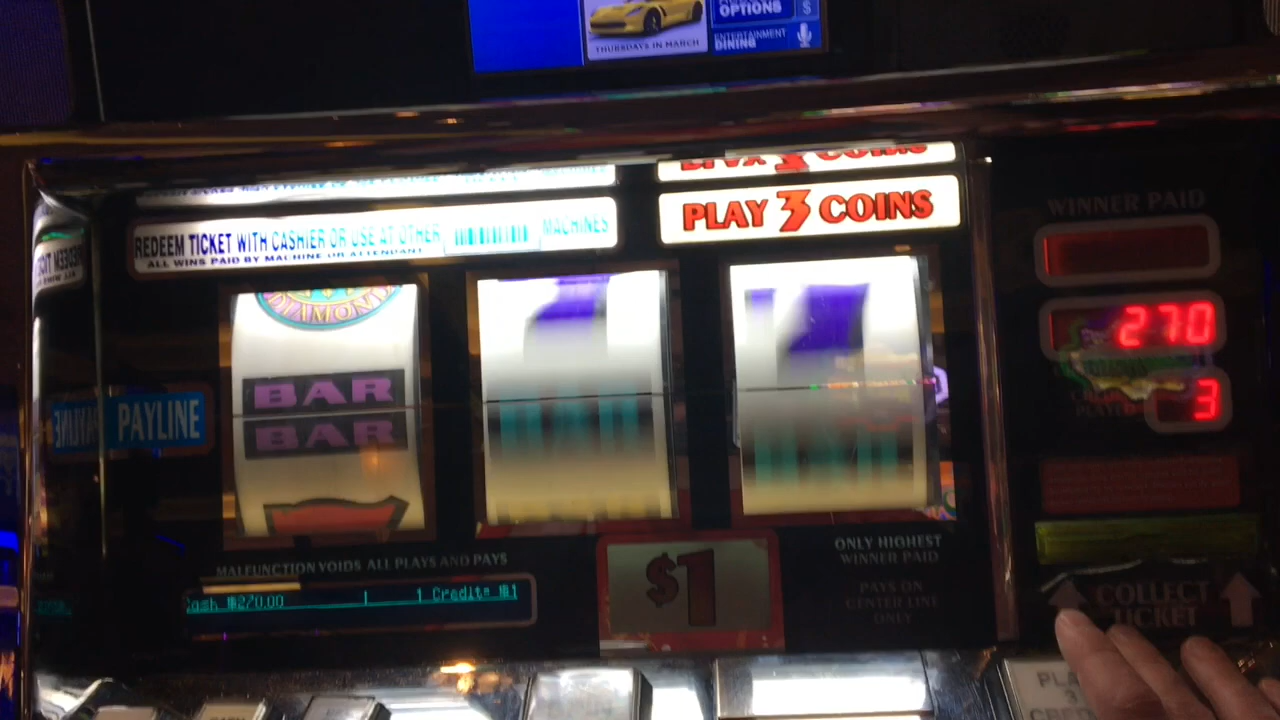 OPTIONS $
THURSDAYS IN MARCH
ENTERTAINMENT
DINING
PLAY 3 COINS
REDEEM TICKET WITH CASHIER OR USE AT OTHER MACHINES
ALL WINS PAID BY MACHINE OR ATTENDANT
WINNER PAID
DIAMOND
270
BAR
3
PAYLINE
BAR
MALFUNCTION VOIDS ALL PLAYS AND PAYS
ONLY HIGHEST
WINNER PAID
PAYS ON
CENTER LINE
ONLY
$1
Cash $270.00 1 Credit= $1
COLLECT
TICKET
3